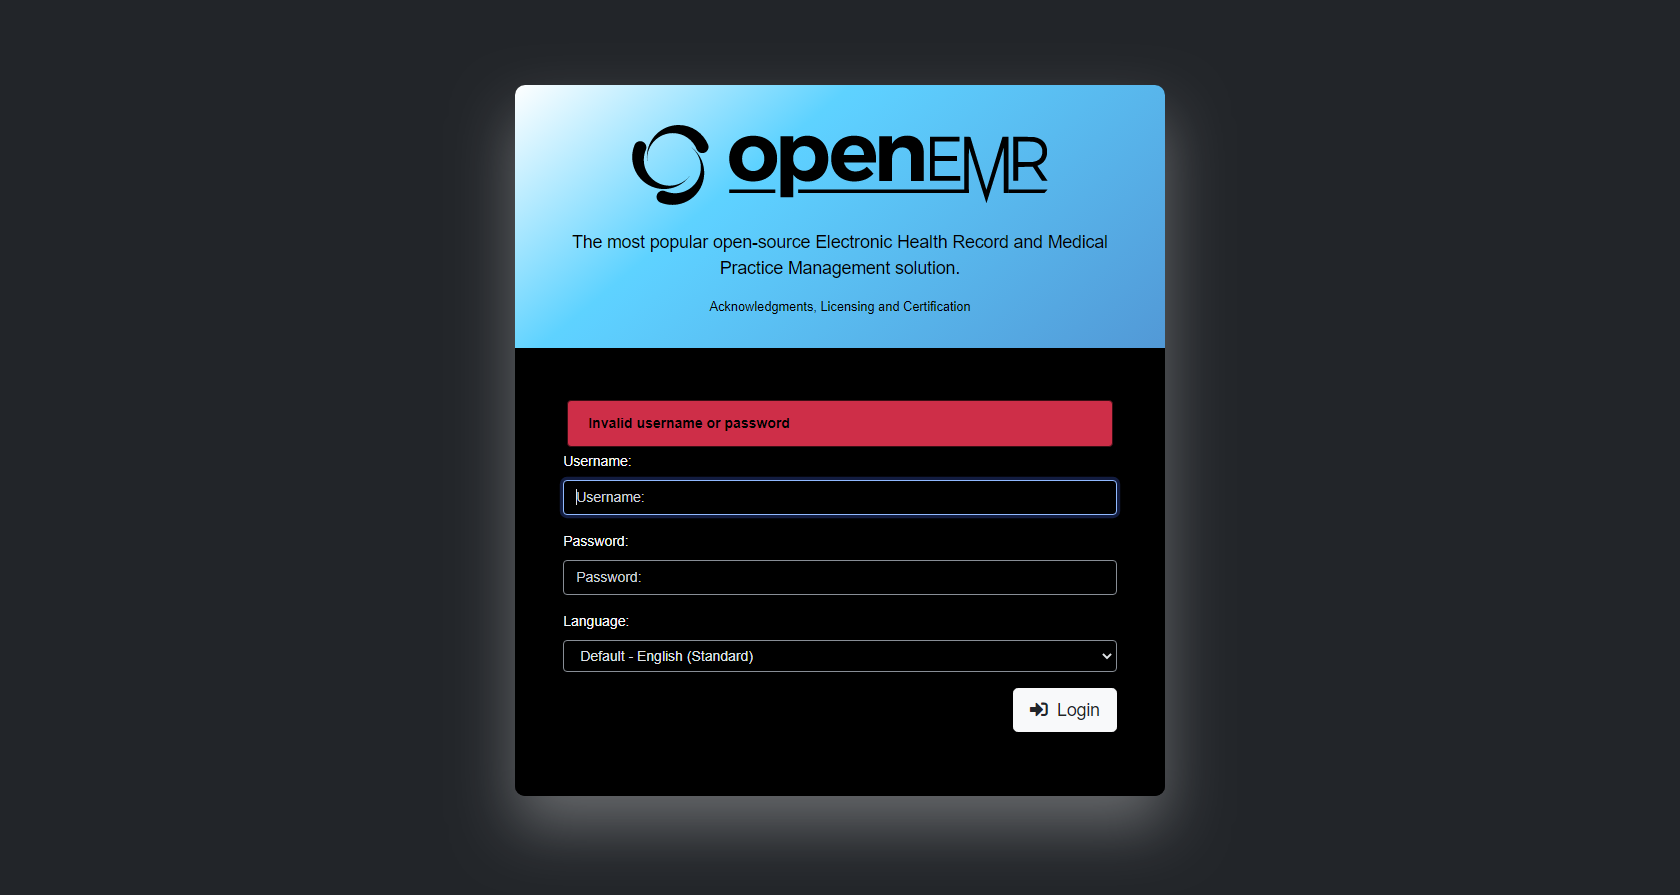 openEMR
The most popular open-source Electronic Health Record and Medical
Practice Management solution.
Acknowledgments, Licensing and Certification
Invalid username or password
Username:
Username:
Password:
Password:
Language:
Default - English (Standard)
Login